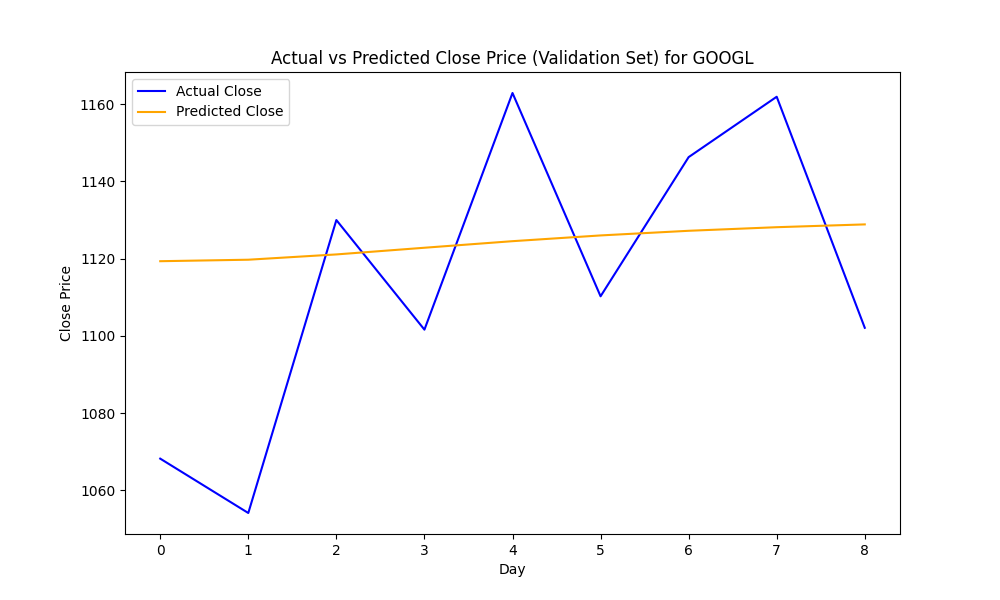 Actual vs Predicted Close Price (Validation Set) for GOOGL
Actual Close
Predicted Close
1160
1140
1120
1100
1080
1060
Close Price
0 1 2 3 4 5 6 7 8
Day